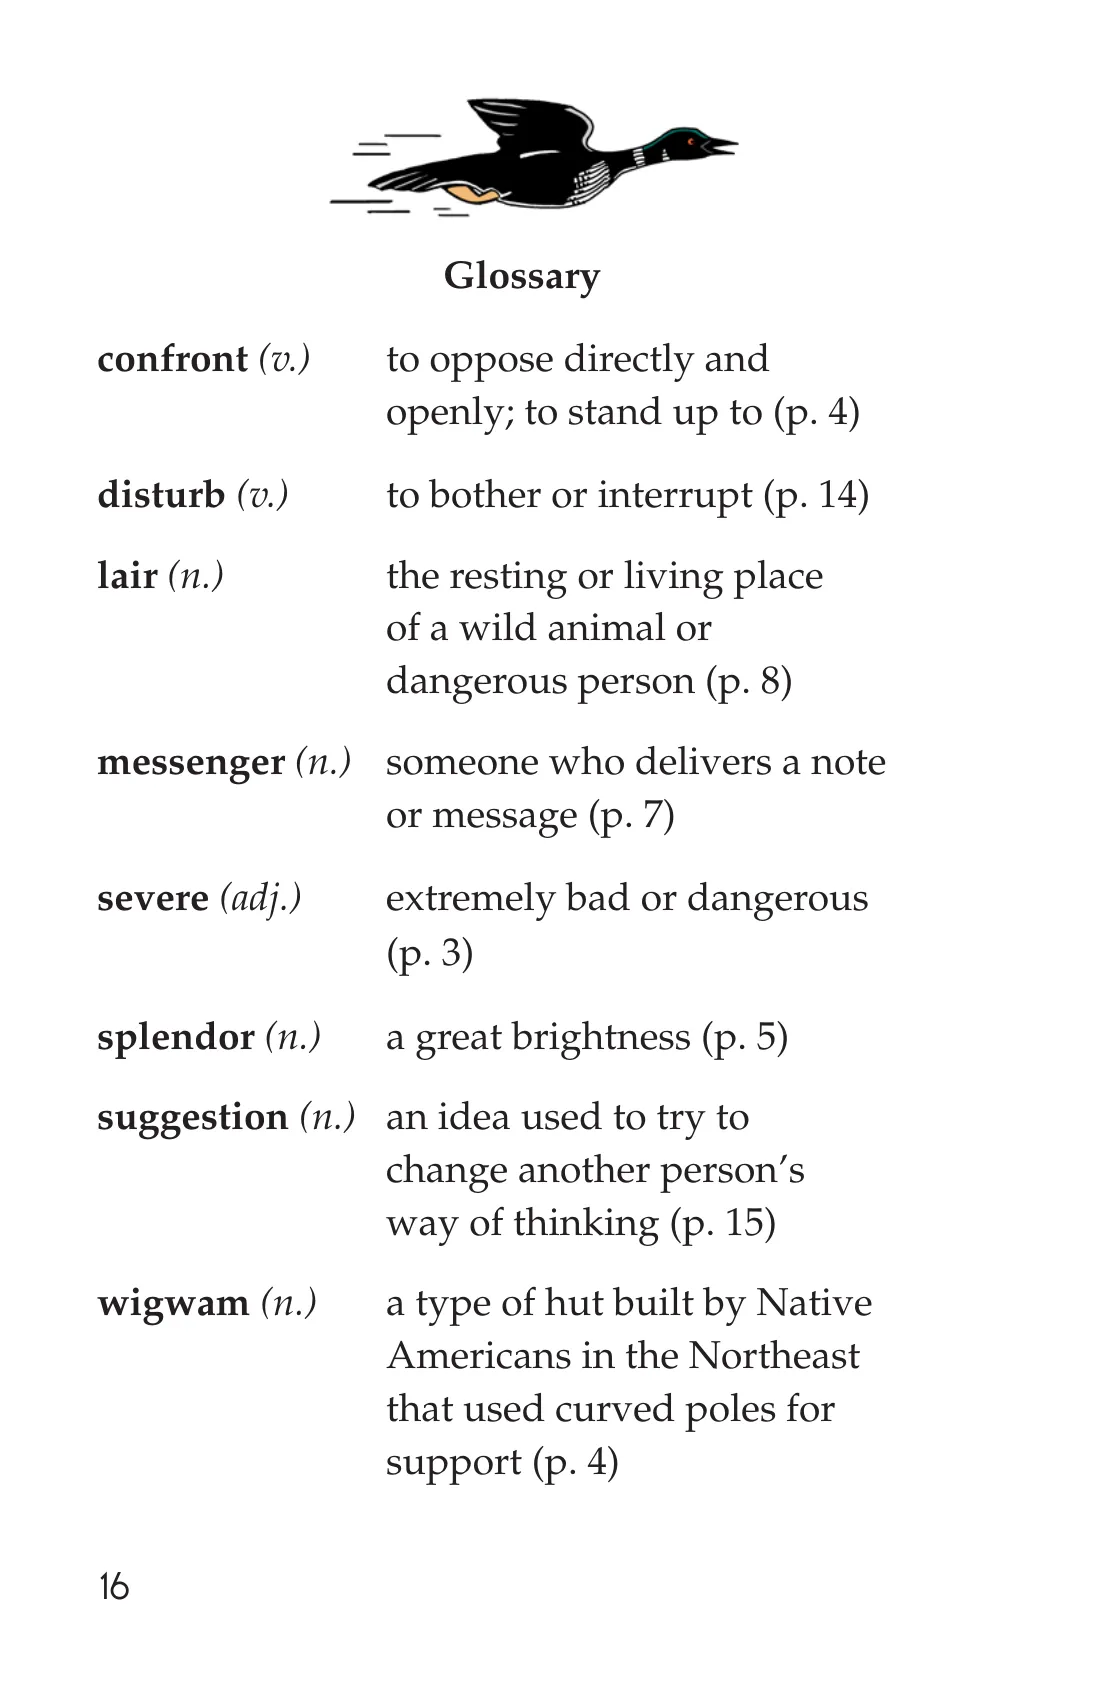 Glossary
confront (v.) to oppose directly and
openly; to stand up to (p. 4)
disturb (v.) to bother or interrupt (p. 14)
lair (n.) the resting or living place
of a wild animal or
dangerous person (p. 8)
messenger (n.) someone who delivers a note
or message (p. 7)
severe (adj.) extremely bad or dangerous
(p. 3)
splendor (n.) a great brightness (p. 5)
suggestion (n.) an idea used to try to
change another person’s
way of thinking (p. 15)
wigwam (n.) a type of hut built by Native
Americans in the Northeast
that used curved poles for
support (p. 4)
16